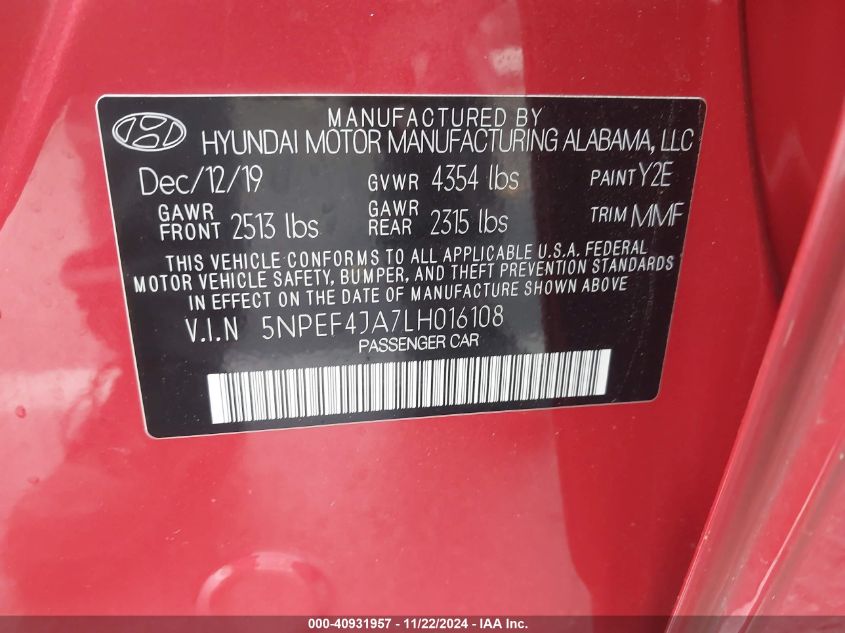 MANUFACTURED BY
HYUNDAI MOTOR MANUFACTURING ALABAMA, LLC
Dec/12/19 GVWR 4354 lbs PAINT Y2E
GAWR FRONT 2513 lbs GAWR REAR 2315 lbs TRIM MMF
THIS VEHICLE CONFORMS TO ALL APPLICABLE U.S.A. FEDERAL
MOTOR VEHICLE SAFETY, BUMPER, AND THEFT PREVENTION STANDARDS
IN EFFECT ON THE DATE OF MANUFACTURE SHOWN ABOVE
V.I.N 5NPEF4JA7LH016108
PASSENGER CAR
000-40931957 - 11/22/2024 - IAA Inc.